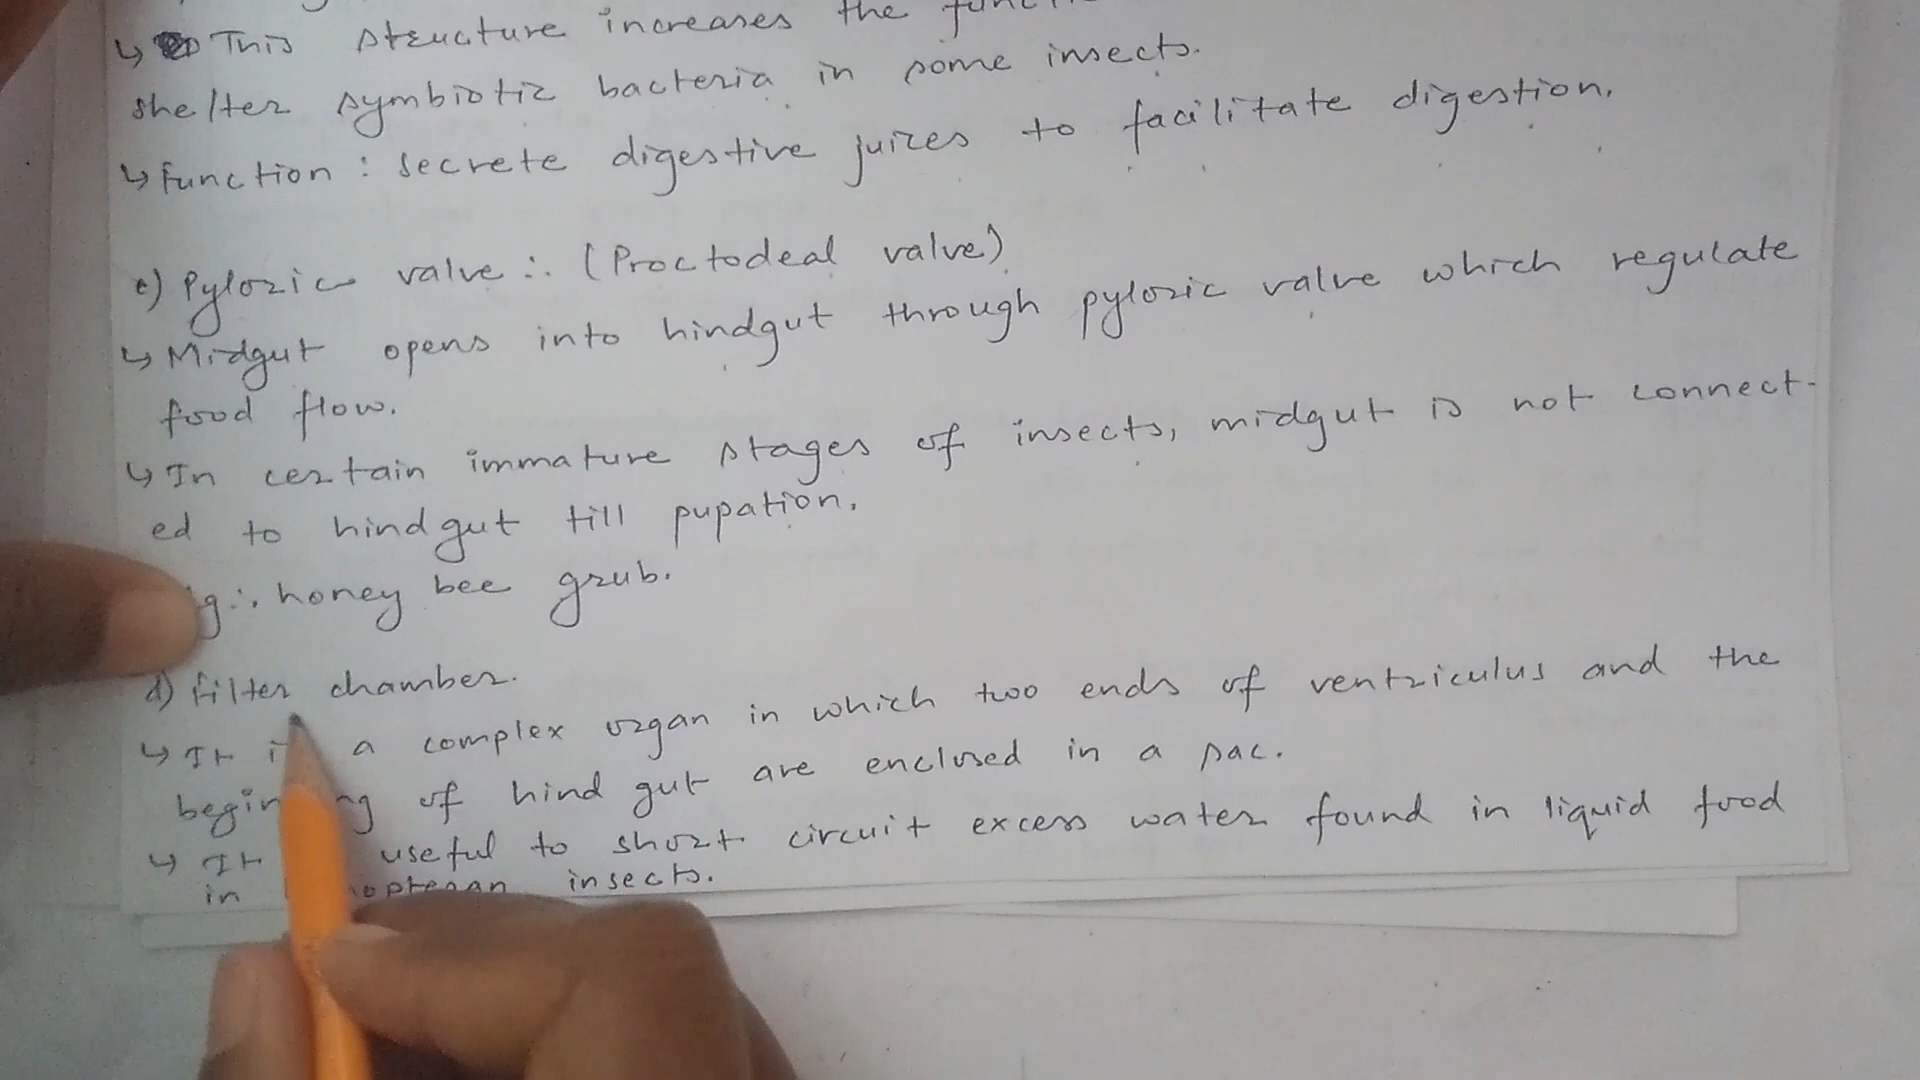 ↳ This structure increases the
shelter symbiotic bacteria in some insects.
↳ function : secrete digestive juices to facilitate digestion.
c) Pyloric valve :. (Proctodeal valve)
↳ Midgut opens into hindgut through pyloric valve which regulate
food flow.
↳ In certain immature stages of insects, midgut is not connect-
ed to hindgut till pupation.
honey bee grub.
d) filter chamber.
↳ It a complex organ in which two ends of ventriculus and the
of hind gut are enclosed in a sac.
↳ It useful to short circuit excess water found in liquid food
in insects.